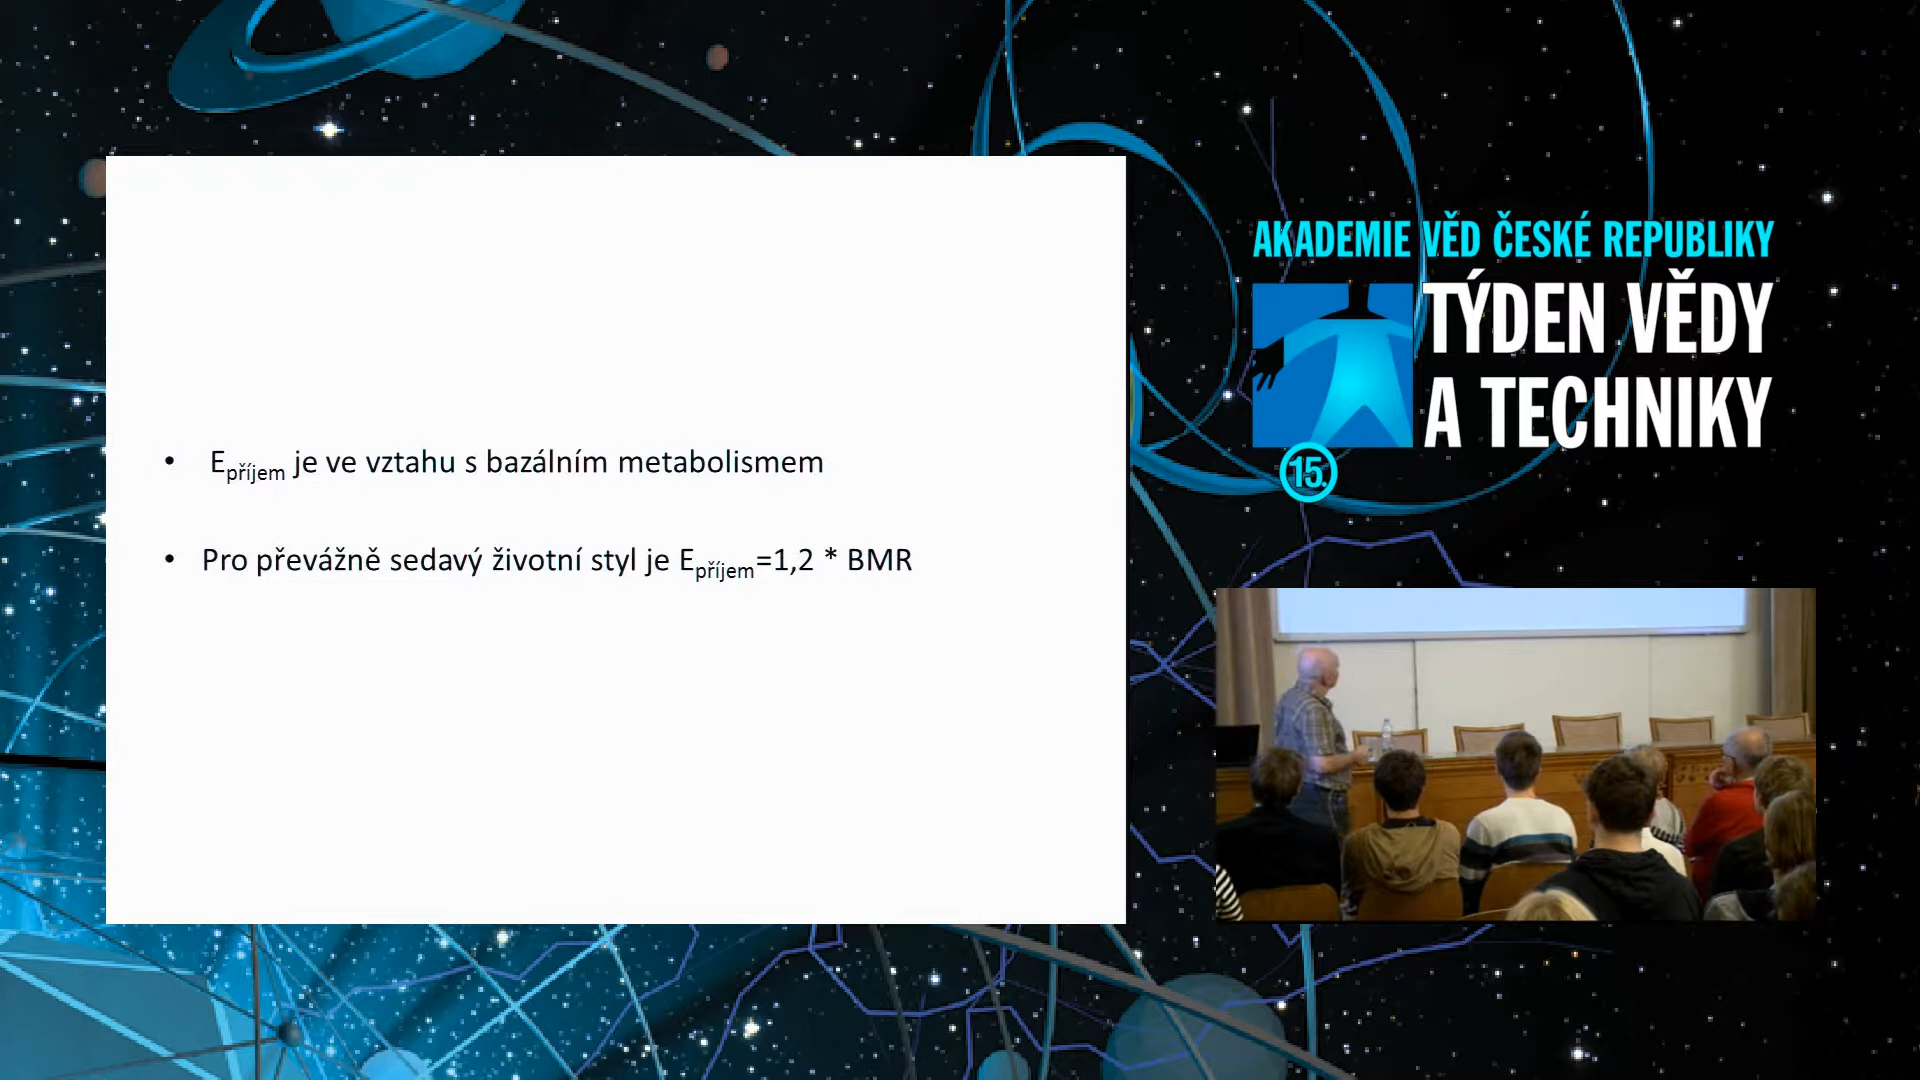 • Epříjem je ve vztahu s bazálním metabolismem
• Pro převážně sedavý životní styl je Epříjem=1,2 * BMR
AKADEMIE VĚD ČESKÉ REPUBLIKY
TÝDEN VĚDY
A TECHNIKY
15.